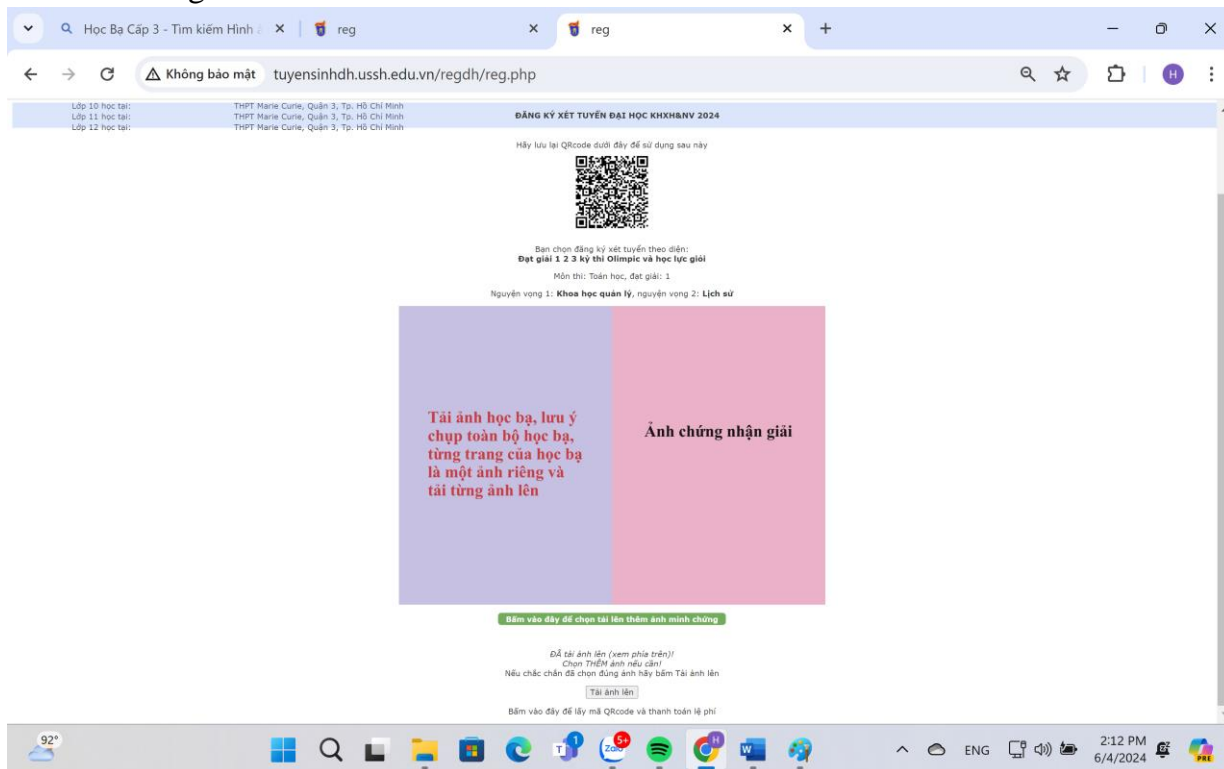 Học Bạ Cấp 3 - Tìm kiếm Hình ả
reg
reg
Không bảo mật
tuyensinhdh.ussh.edu.vn/regdh/reg.php
H
Lớp 10 học tại: THPT Marie Curie, Quận 3, Tp. Hồ Chí Minh
Lớp 11 học tại: THPT Marie Curie, Quận 3, Tp. Hồ Chí Minh
Lớp 12 học tại: THPT Marie Curie, Quận 3, Tp. Hồ Chí Minh
ĐĂNG KÝ XÉT TUYỂN ĐẠI HỌC KHXH&NV 2024
Hãy lưu lại QRcode dưới đây để sử dụng sau này
Bạn chọn đăng ký xét tuyển theo diện:
Đạt giải 1 2 3 kỳ thi Olimpic và học lực giỏi
Môn thi: Toán học, đạt giải: 1
Nguyện vọng 1: Khoa học quản lý, nguyện vọng 2: Lịch sử
Tải ảnh học bạ, lưu ý
chụp toàn bộ học bạ,
từng trang của học bạ
là một ảnh riêng và
tải từng ảnh lên
Ảnh chứng nhận giải
Bấm vào đây để chọn tải lên thêm ảnh minh chứng
ĐÃ tải ảnh lên (xem phía trên)!
Chọn THÊM ảnh nếu cần!
Nếu chắc chắn đã chọn đúng ảnh hãy bấm Tải ảnh lên
Tải ảnh lên
Bấm vào đây để lấy mã QRcode và thanh toán lệ phí
92°
1
Zalo
5+
H
ENG
2:12 PM
6/4/2024
PRE